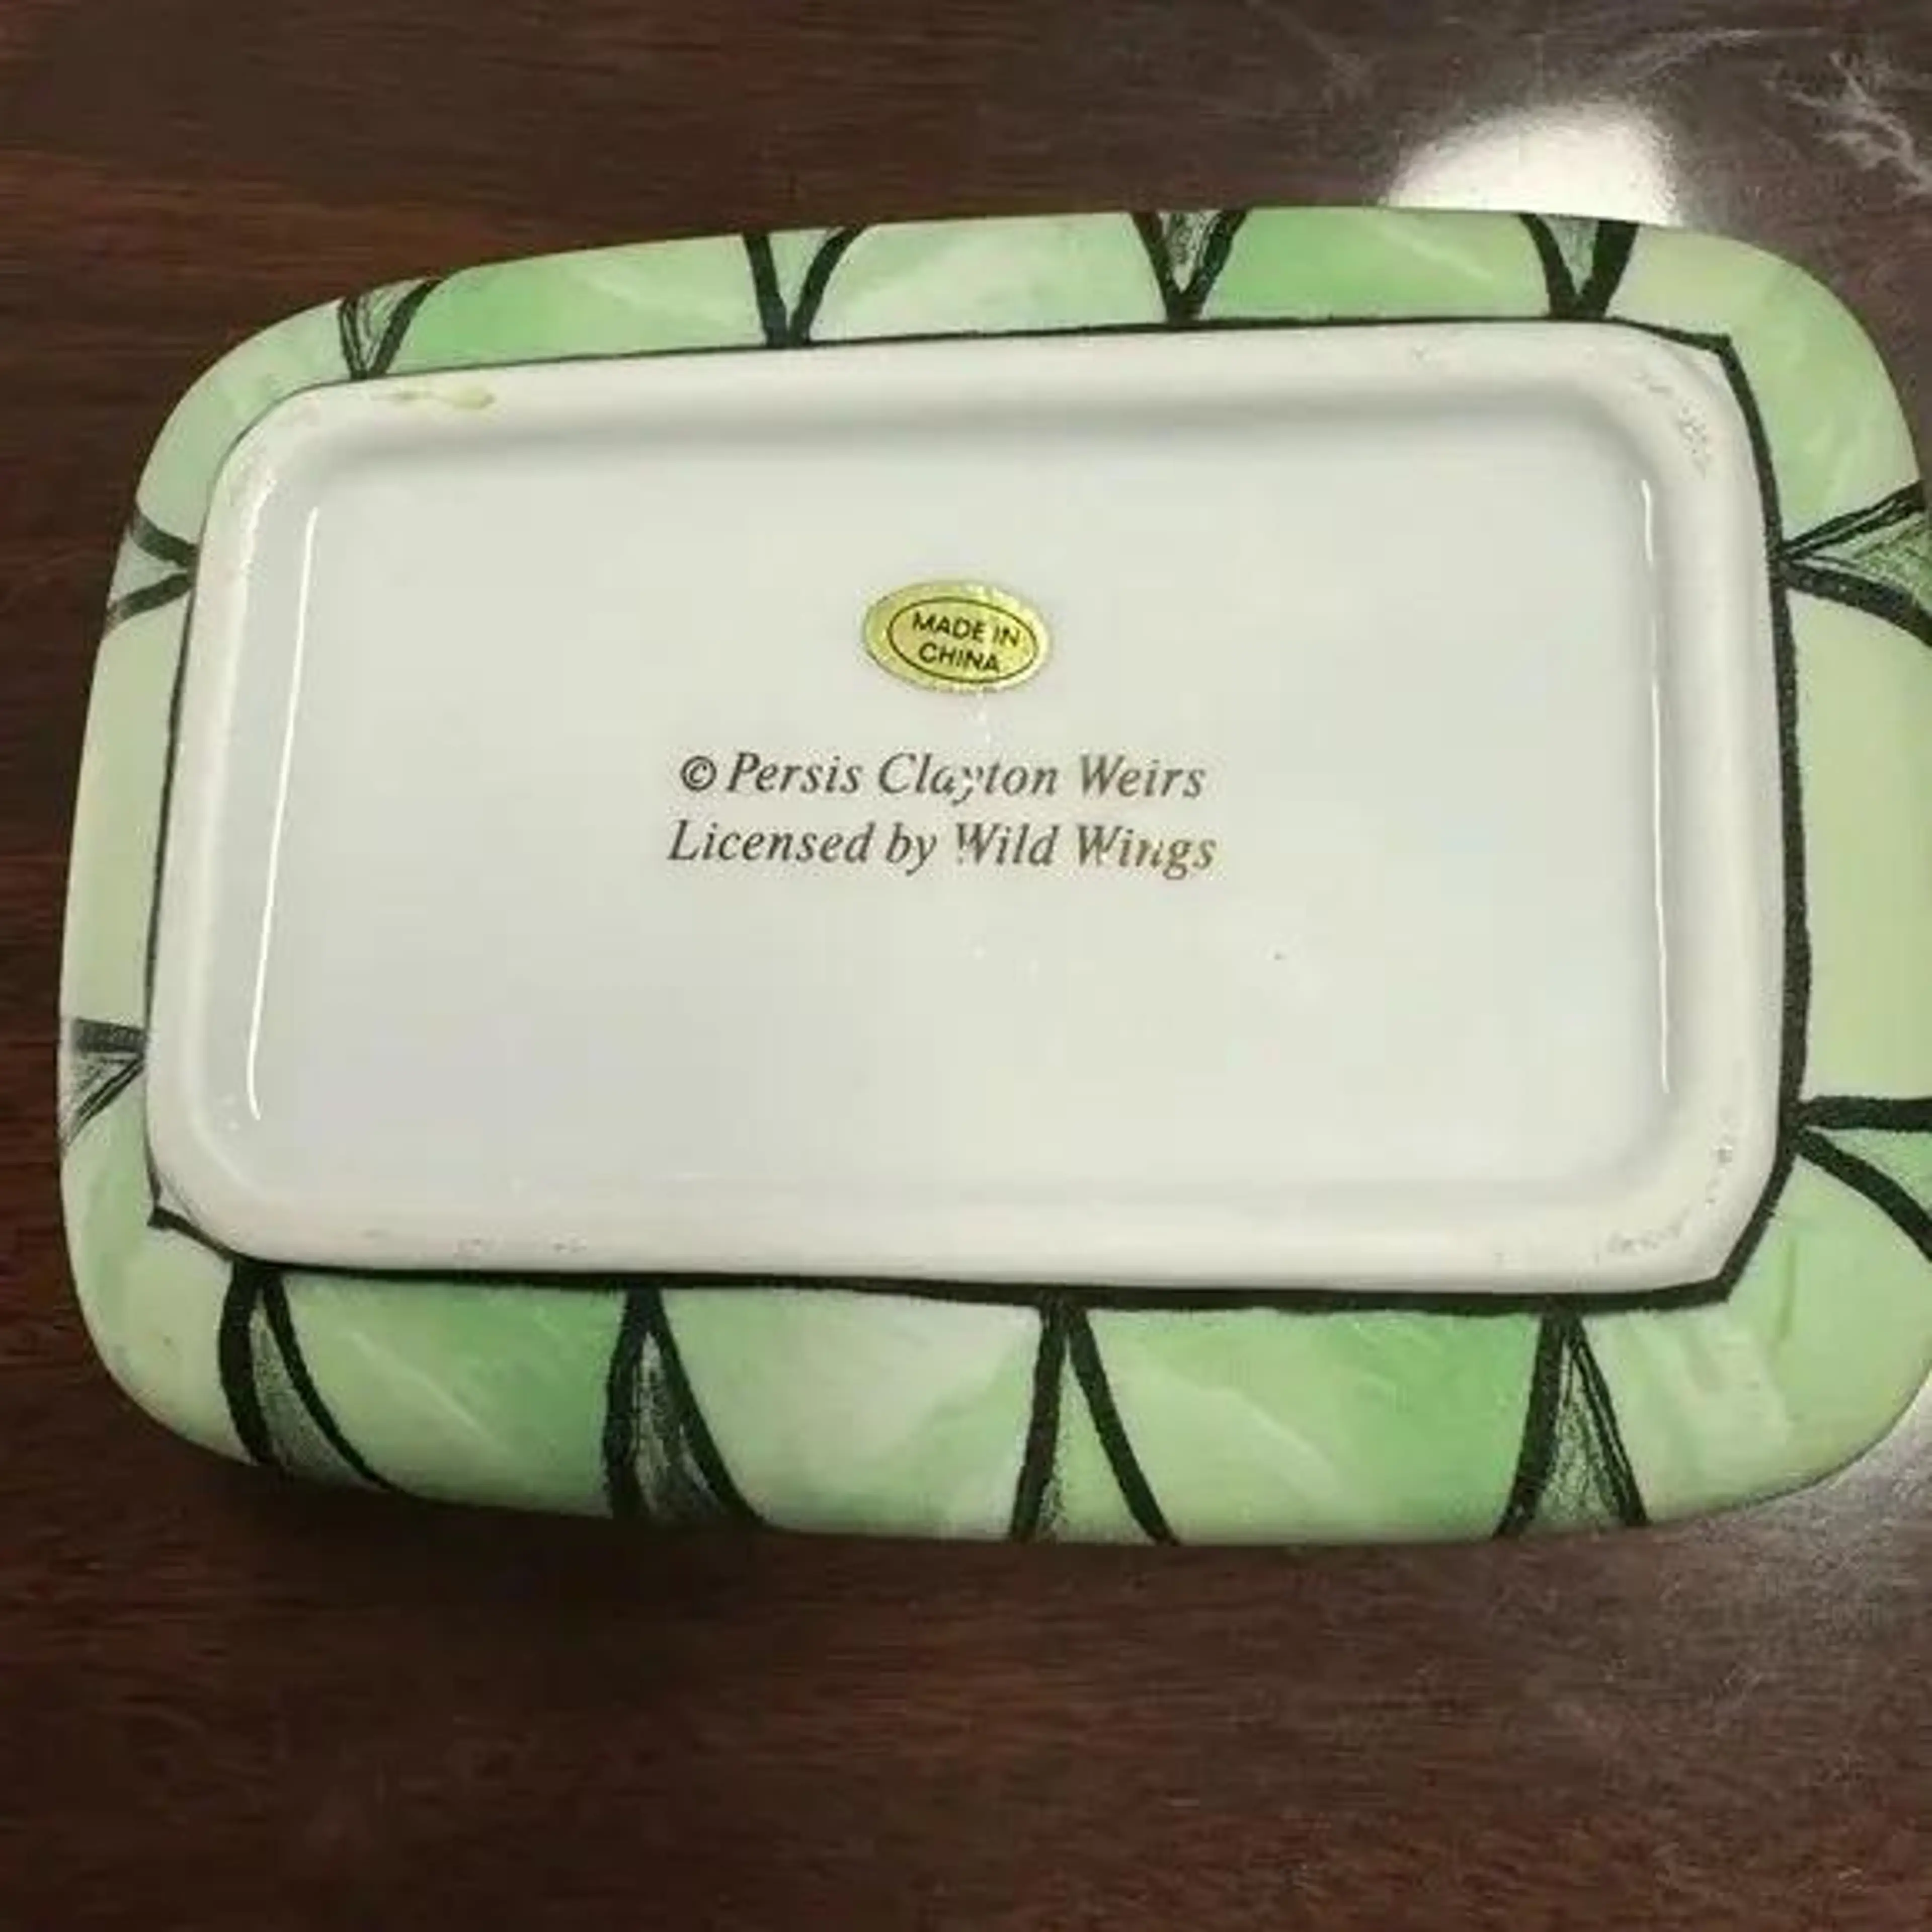 MADE IN
CHINA
© Persis Clayton Weirs
Licensed by Wild Wings